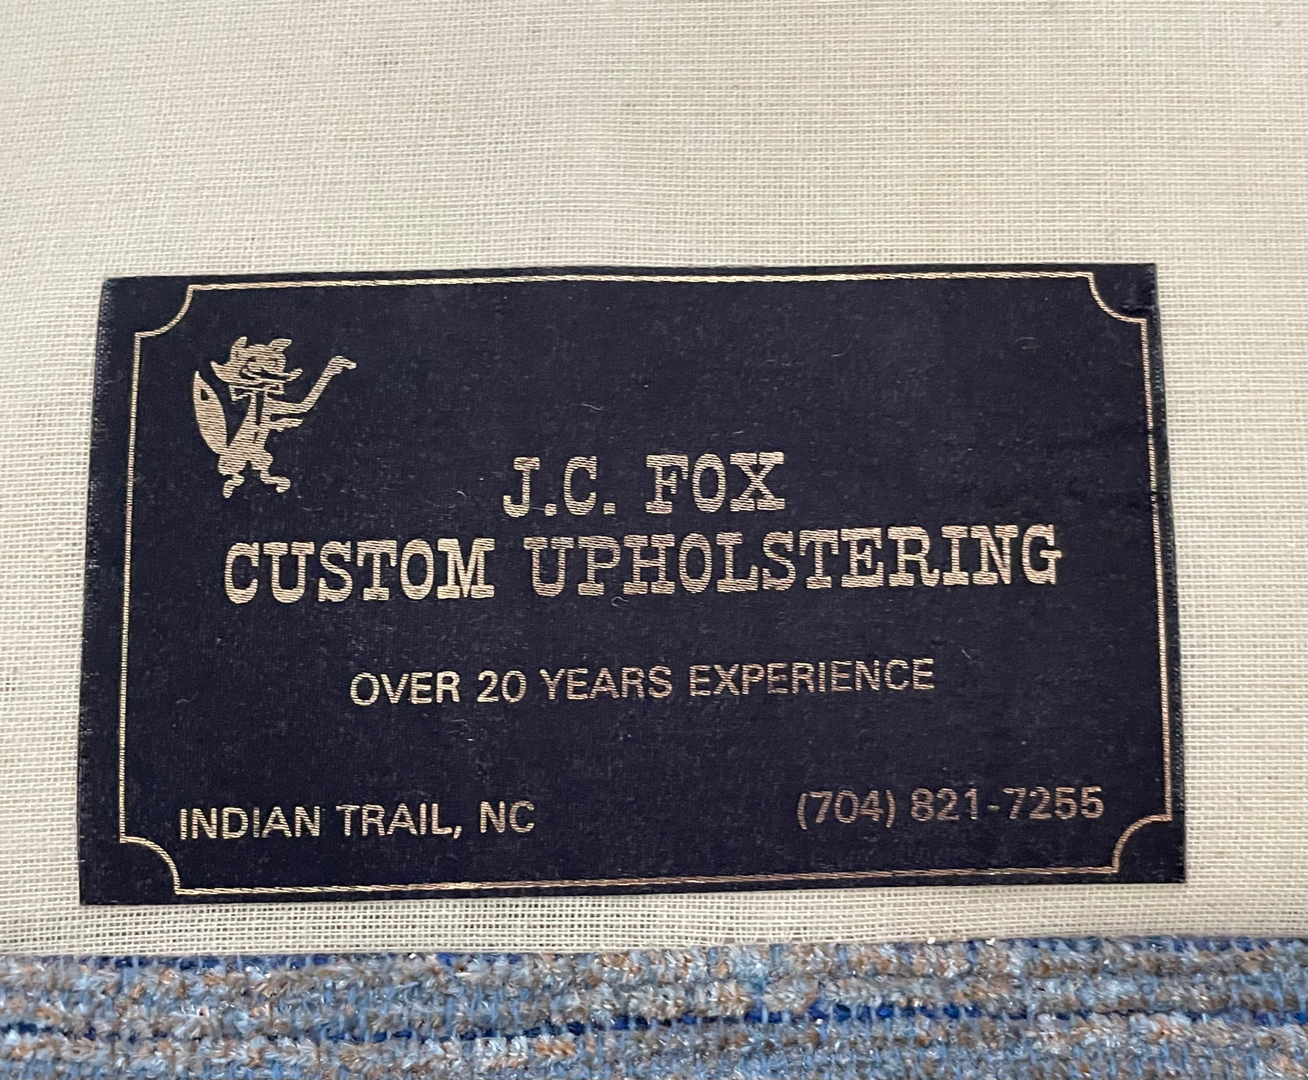 J.C. FOX
CUSTOM UPHOLSTERING
OVER 20 YEARS EXPERIENCE
INDIAN TRAIL, NC
(704) 821-7255